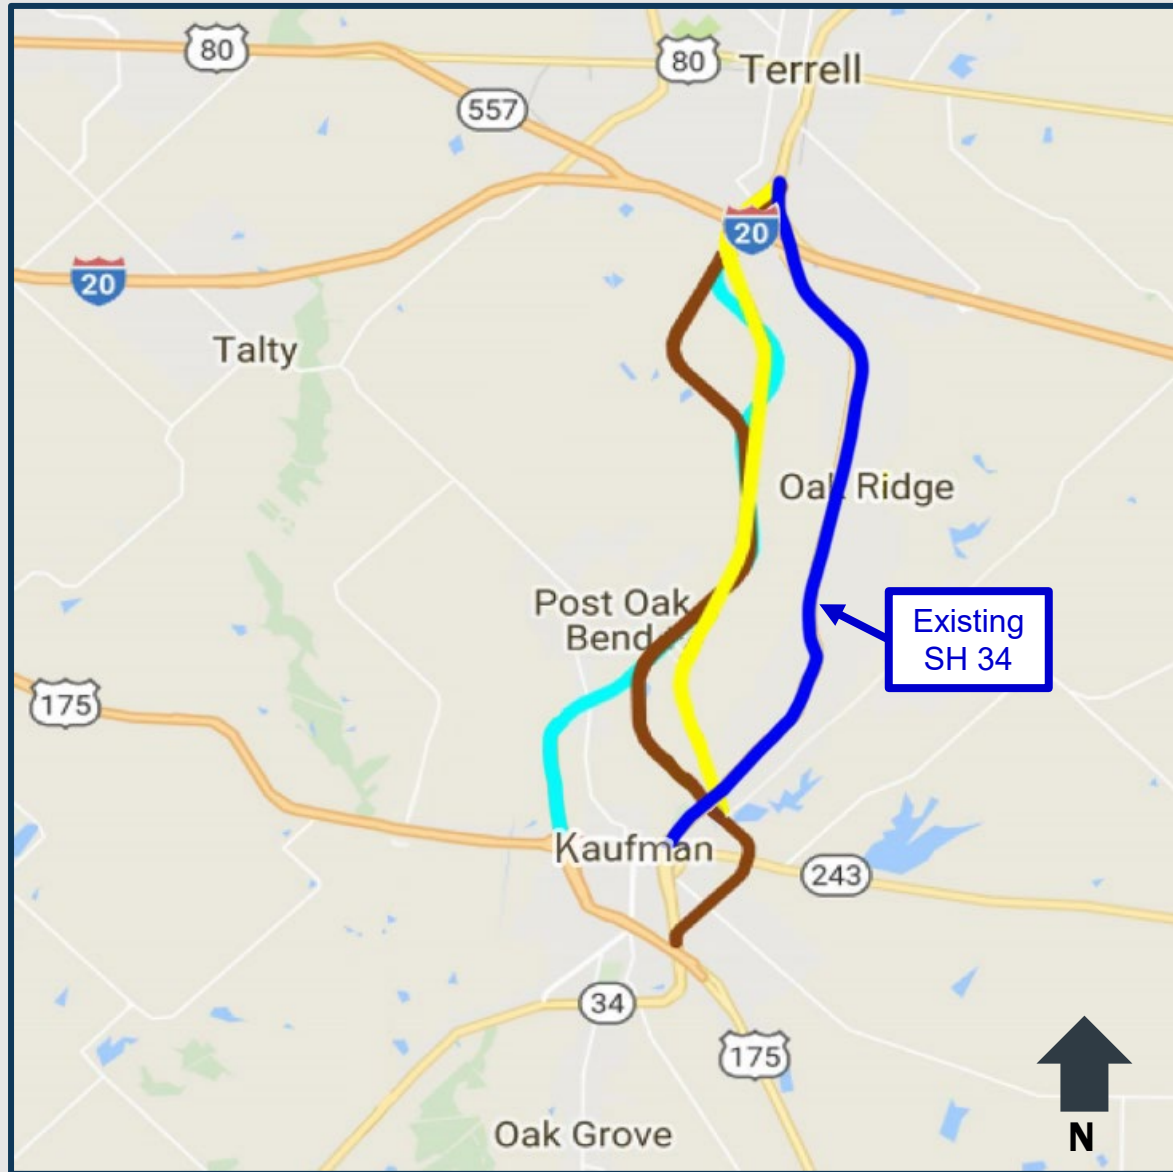 80
80
Terrell
557
20
20
Talty
Oak Ridge
Post Oak
Bend
Existing
SH 34
175
Kaufman
243
34
175
Oak Grove
N